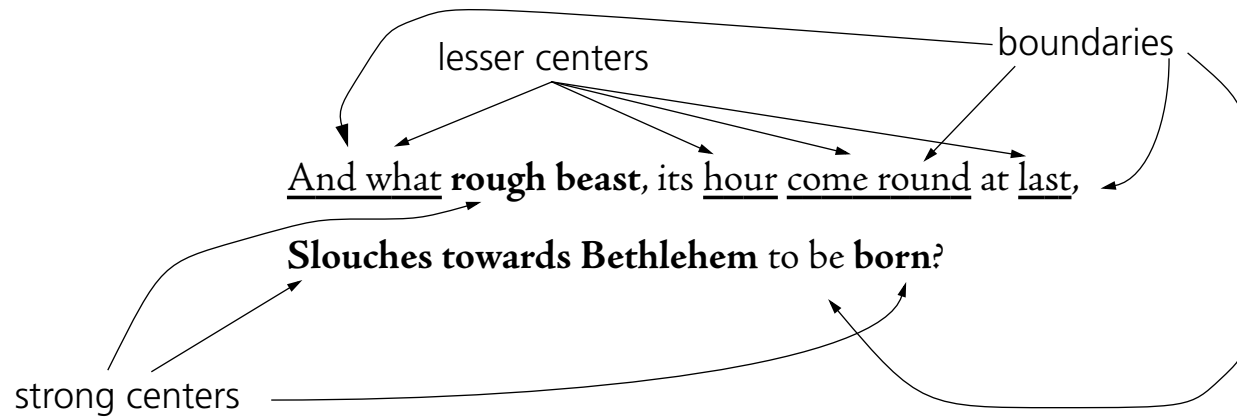 boundaries
lesser centers
And what rough beast, its hour come round at last,
Slouches towards Bethlehem to be born?
strong centers